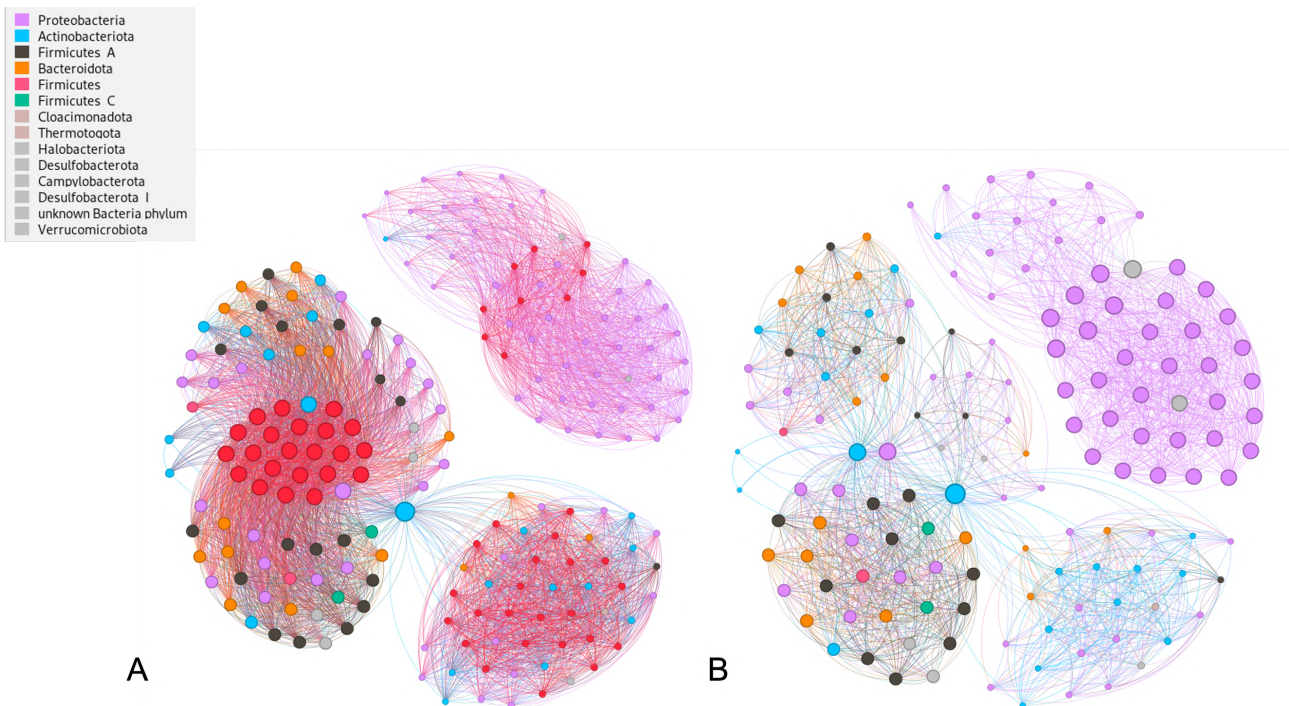 Proteobacteria
Actinobacteriota
Firmicutes A
Bacteroidota
Firmicutes
Firmicutes C
Cloacimonadota
Thermotogota
Halobacteriota
Desulfobacterota
Campylobacterota
Desulfobacterota I
unknown Bacteria phylum
Verrucomicrobiota
A
B